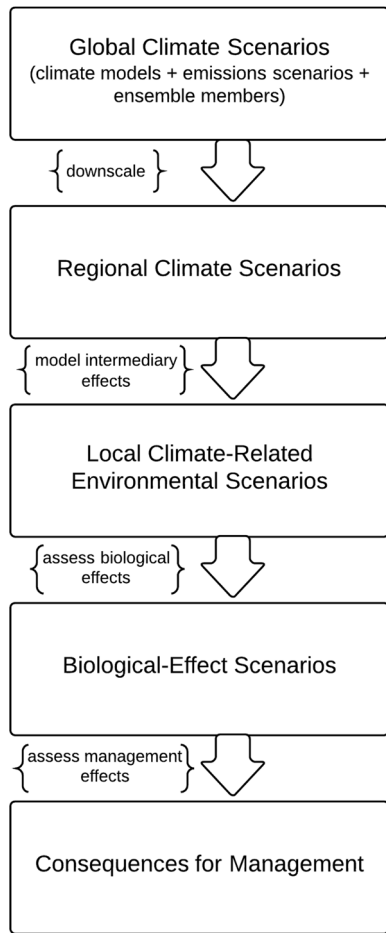 Global Climate Scenarios
(climate models + emissions scenarios +
ensemble members)
{ downscale }
Regional Climate Scenarios
{ model intermediary
effects }
Local Climate-Related
Environmental Scenarios
{ assess biological
effects }
Biological-Effect Scenarios
{ assess management
effects }
Consequences for Management